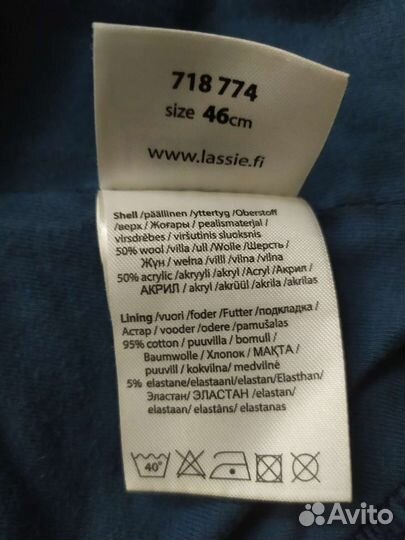 718 774
size 46cm
www.lassie.fi
Shell /päällinen /yttertyg /Oberstoff
/верх / Жоғары / pealismaterjal /
virsdrēbes / viršutinis sluoksnis
50% wool /villa /ull /Wolle /Шерсть /
Жүн / wełna /villi /vilna /vilna
50% acrylic /akryyli /akryl /Acryl /Акрил /
АКРИЛ / akryl /akrüül /akrila /akrilas
Lining /vuori /foder /Futter /подкладка /
Астар / vooder /odere /pamušalas
95% cotton / puuvilla / bomull /
Baumwolle / Хлопок / МАҚТА /
puuvill / kokvilna / medvilnė
5% elastane/elastaani/elastan/Elasthan/
Эластан/ ЭЛАСТАН / elastan/
elastaan/ elastāns/ elastanas
40°
Avito